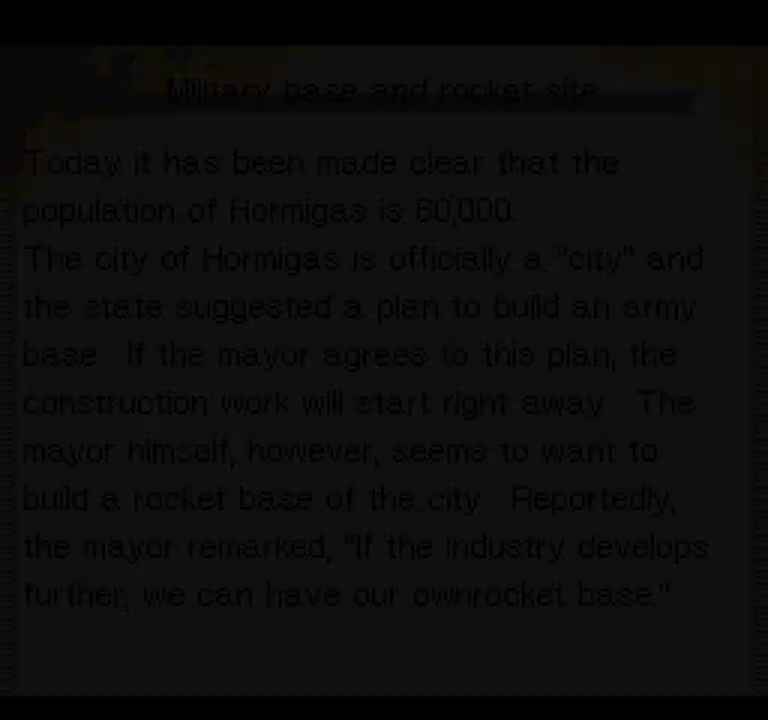 Military base and rocket site
Today it has been made clear that the
population of Hormigas is 60,000.
The city of Hormigas is officially a "city" and
the state suggested a plan to build an army
base.  If the mayor agrees to this plan, the
construction work will start right away.  The
mayor himself, however, seems to want to
build a rocket base of the city.  Reportedly,
the mayor remarked, "If the industry develops
further, we can have our ownrocket base."